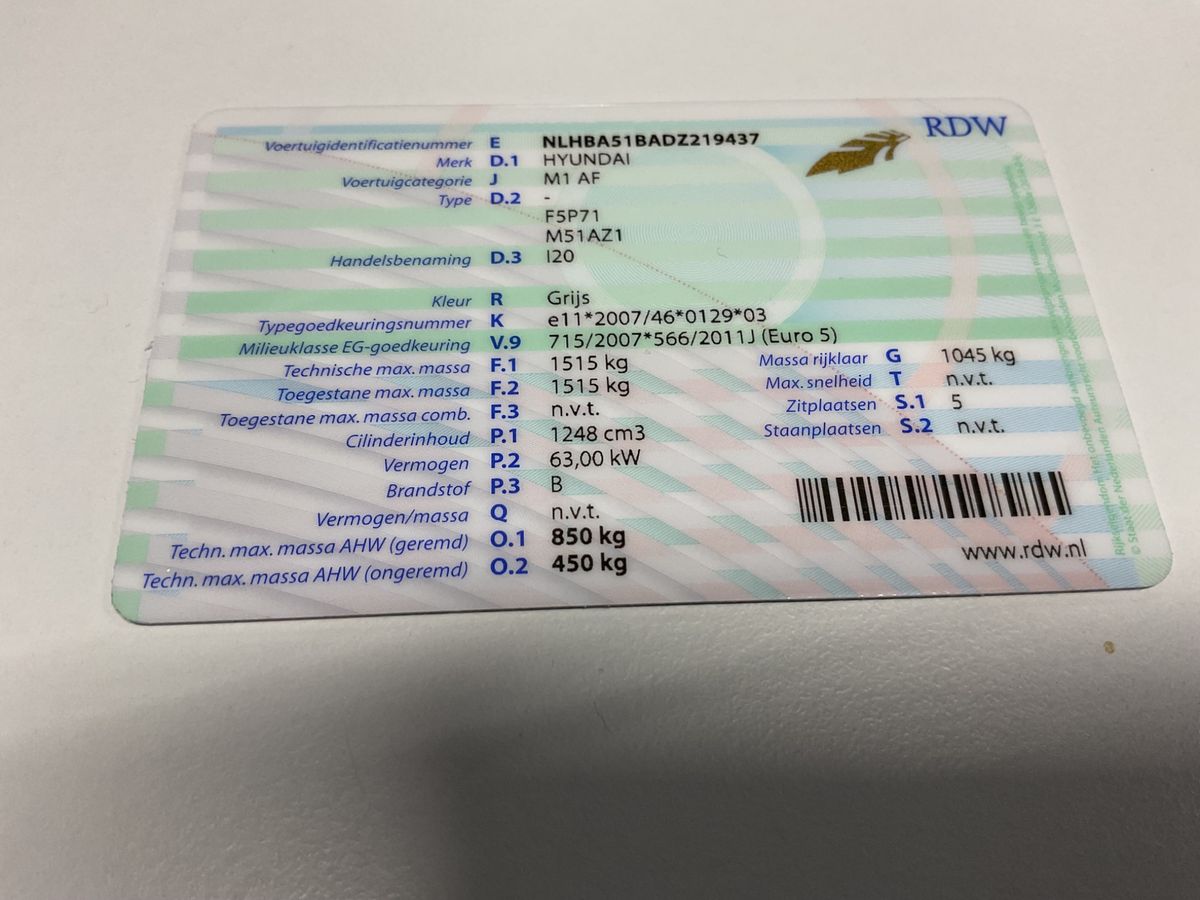 RDW
Voertuigidentificatienummer E NLHBA51BADZ219437
Merk D.1 HYUNDAI
Voertuigcategorie J M1 AF
Type D.2 -
F5P71
M51AZ1
Handelsbenaming D.3 I20
Kleur R Grijs
Typegoedkeuringsnummer K e11*2007/46*0129*03
Milieuklasse EG-goedkeuring V.9 715/2007*566/2011J (Euro 5)
Technische max. massa F.1 1515 kg Massa rijklaar G 1045 kg
Toegestane max. massa F.2 1515 kg Max. snelheid T n.v.t.
Toegestane max. massa comb. F.3 n.v.t. Zitplaatsen S.1 5
Cilinderinhoud P.1 1248 cm3 Staanplaatsen S.2 n.v.t.
Vermogen P.2 63,00 kW
Brandstof P.3 B
Vermogen/massa Q n.v.t.
Techn. max. massa AHW (geremd) O.1 850 kg
Techn. max. massa AHW (ongeremd) O.2 450 kg
www.rdw.nl
© Staat der Nederlanden